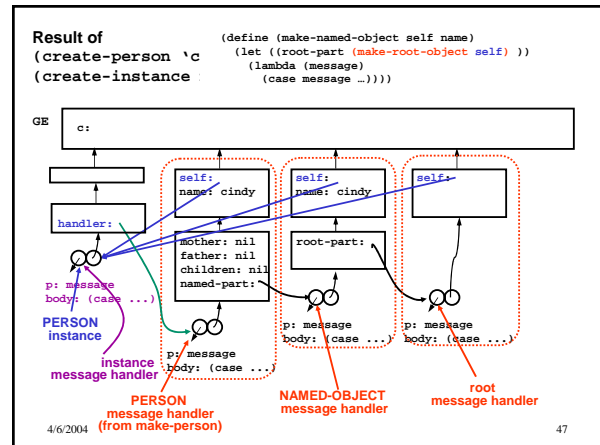 Result of
(create-person ‘c
(create-instance :
(define (make-named-object self name)
(let ((root-part (make-root-object self) ))
(lambda (message)
(case message …))))
GE
c:
self:
name: cindy
self:
name: cindy
self:
handler:
mother: nil
father: nil
children: nil
named-part:
root-part:
p: message
body: (case ...)
p: message
body: (case ...)
p: message
body: (case ...)
p: message
body: (case ...)
PERSON
instance
instance
message handler
PERSON
message handler
(from make-person)
NAMED-OBJECT
message handler
root
message handler
4/6/2004
47